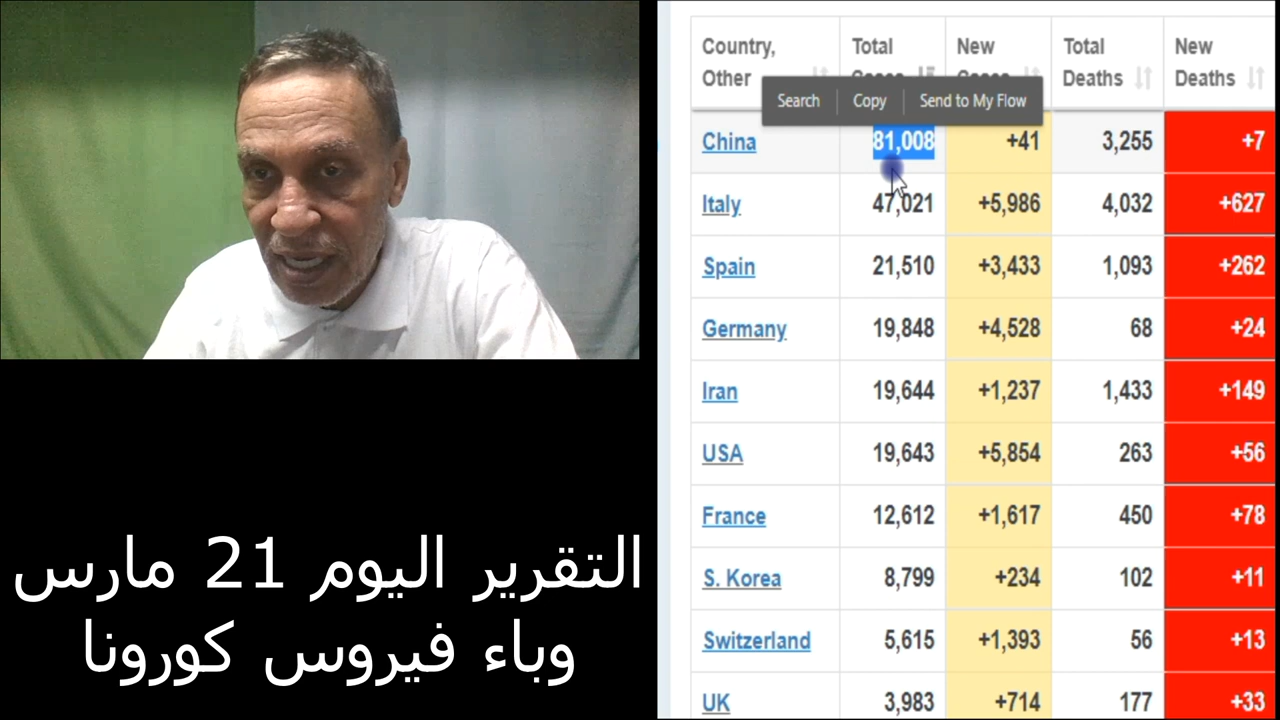 Country, Total New Total New
Other Cases Deaths Deaths
Search Copy Send to My Flow
China 81,008 +41 3,255 +7
Italy 47,021 +5,986 4,032 +627
Spain 21,510 +3,433 1,093 +262
Germany 19,848 +4,528 68 +24
Iran 19,644 +1,237 1,433 +149
USA 19,643 +5,854 263 +56
France 12,612 +1,617 450 +78
S. Korea 8,799 +234 102 +11
Switzerland 5,615 +1,393 56 +13
UK 3,983 +714 177 +33
التقرير اليوم 21 مارس
وباء فيروس كورونا